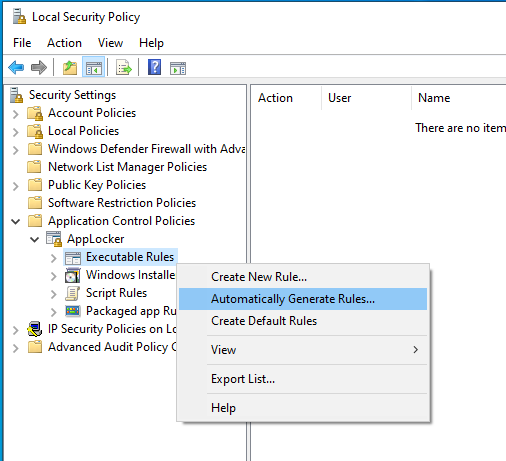 Local Security Policy
File Action View Help
Security Settings
Account Policies
Local Policies
Windows Defender Firewall with Adva
Network List Manager Policies
Public Key Policies
Software Restriction Policies
Application Control Policies
AppLocker
Executable Rules
Windows Installe
Script Rules
Packaged app Ru
IP Security Policies on Lo
Advanced Audit Policy C
Action User Name
There are no item
Create New Rule...
Automatically Generate Rules...
Create Default Rules
View
Export List...
Help